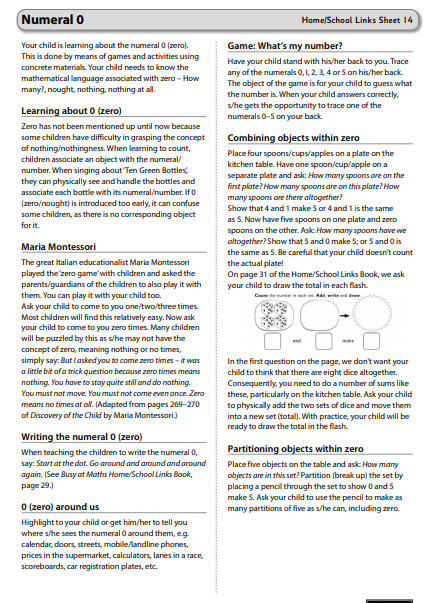 Numeral 0
Home/School Links Sheet 14
Your child is learning about the numeral 0 (zero).
This is done by means of games and activities using
concrete materials. Your child needs to know the
mathematical language associated with zero – How
many?, nought, nothing, nothing at all.
Learning about 0 (zero)
Zero has not been mentioned up until now because
some children have difficulty in grasping the concept
of nothing/nothingness. When learning to count,
children associate an object with the numeral/
number. When singing about ‘Ten Green Bottles’,
they can physically see and handle the bottles and
associate each bottle with its numeral/number. If 0
(zero/nought) is introduced too early, it can confuse
some children, as there is no corresponding object
for it.
Maria Montessori
The great Italian educationalist Maria Montessori
played the ‘zero game’ with children and asked the
parents/guardians of the children to also play it with
them. You can play it with your child too.
Ask your child to come to you one/two/three times.
Most children will find this relatively easy. Now ask
your child to come to you zero times. Many children
will be puzzled by this as s/he may not have the
concept of zero, meaning nothing or no times,
simply say: But I asked you to come zero times – it was
a little bit of a trick question because zero times means
nothing. You have to stay quite still and do nothing.
You must not move. You must not come even once. Zero
means no times at all. (Adapted from pages 269–270
of Discovery of the Child by Maria Montessori.)
Writing the numeral 0 (zero)
When teaching the children to write the numeral 0,
say: Start at the dot. Go around and around and around
again. (See Busy at Maths Home/School Links Book,
page 29.)
0 (zero) around us
Highlight to your child or get him/her to tell you
where s/he sees the numeral 0 around them, e.g.
calendar, doors, streets, mobile/landline phones,
prices in the supermarket, calculators, lanes in a race,
scoreboards, car registration plates, etc.
Game: What’s my number?
Have your child stand with his/her back to you. Trace
any of the numerals 0, 1, 2, 3, 4 or 5 on his/her back.
The object of the game is for your child to guess what
the number is. When your child answers correctly,
s/he gets the opportunity to trace one of the
numerals 0–5 on your back.
Combining objects within zero
Place four spoons/cups/apples on a plate on the
kitchen table. Have one spoon/cup/apple on a
separate plate and ask: How many spoons are on the
first plate? How many spoons are on this plate? How
many spoons are there altogether?
Show that 4 and 1 make 5 or 4 and 1 is the same
as 5. Now have five spoons on one plate and zero
spoons on the other. Ask: How many spoons have we
altogether? Show that 5 and 0 make 5; or 5 and 0 is
the same as 5. Be careful that your child doesn’t count
the actual plate!
On page 31 of the Home/School Links Book, we ask
your child to draw the total in each flash.
Count the number in each set. Add, write and draw.
and make
In the first question on the page, we don’t want your
child to think that there are eight dice altogether.
Consequently, you need to do a number of sums like
these, particularly on the kitchen table. Ask your child
to physically add the two sets of dice and move them
into a new set (total). With practice, your child will be
ready to draw the total in the flash.
Partitioning objects within zero
Place five objects on the table and ask: How many
objects are in this set? Partition (break up) the set by
placing a pencil through the set to show 0 and 5
make 5. Ask your child to use the pencil to make as
many partitions of five as s/he can, including zero.